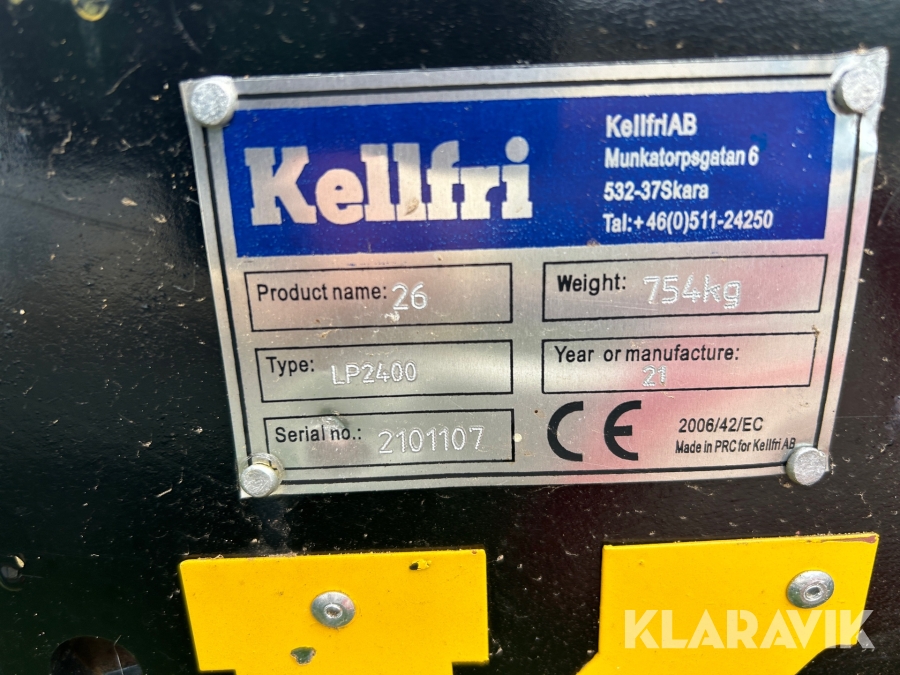 Kellfri
KellfriAB
Munkatorpsgatan 6
532-37Skara
Tal:+46(0)511-24250
Product name: 26
Weight: 754kg
Type: LP2400
Year or manufacture: 21
Serial no.: 2101107
CE
2006/42/EC
Made in PRC for Kellfri AB
KLARAVIK